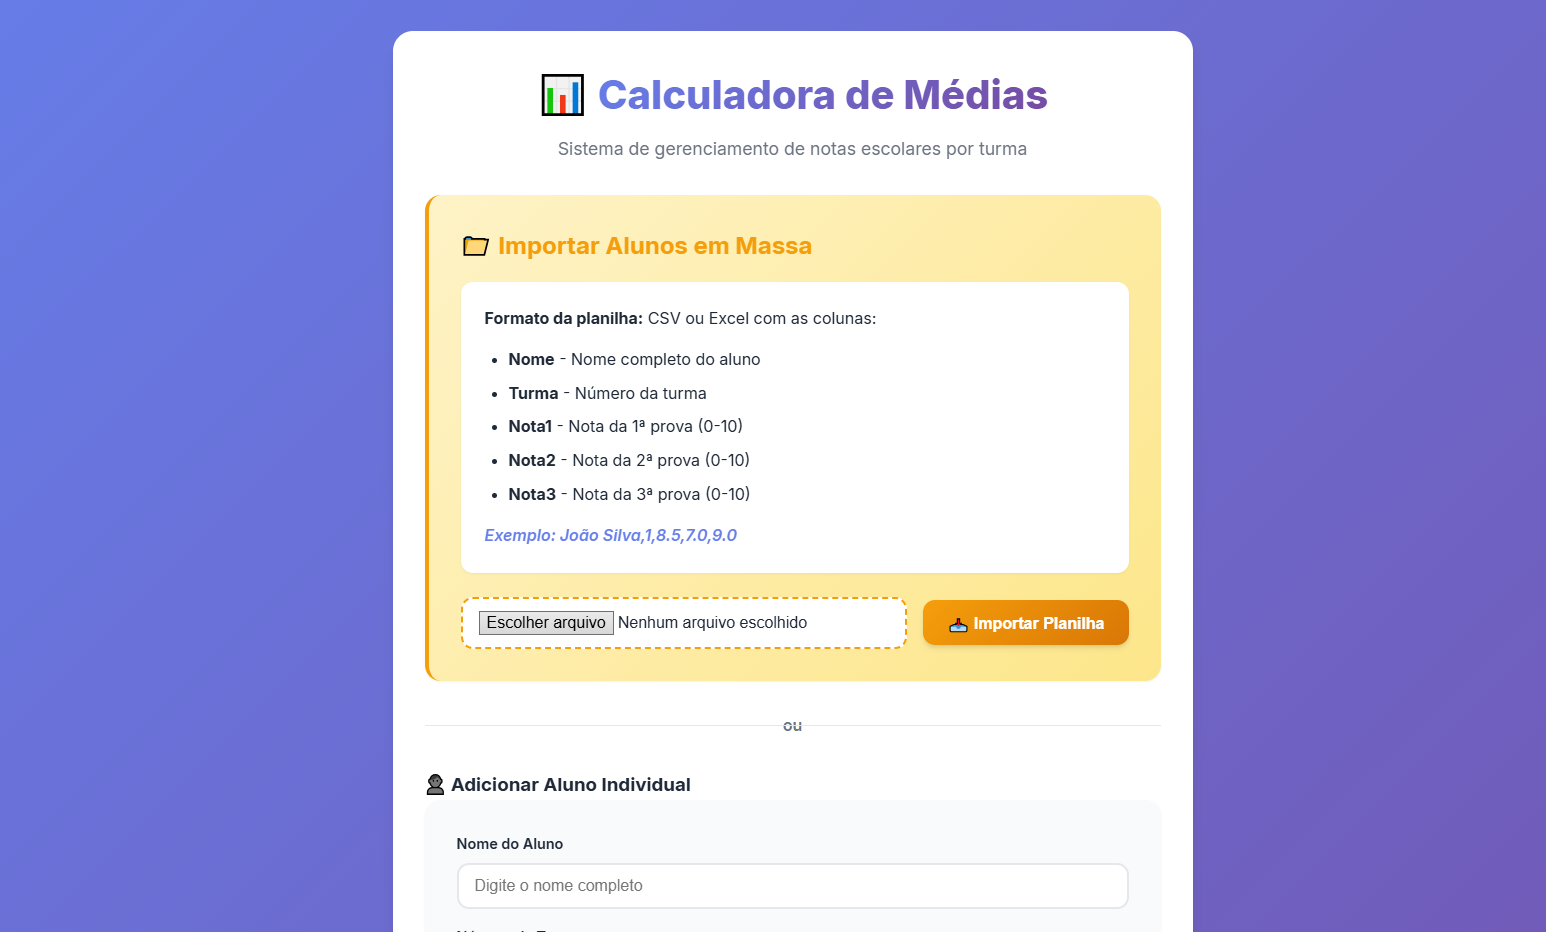 Calculadora de Médias
Sistema de gerenciamento de notas escolares por turma
Importar Alunos em Massa
Formato da planilha: CSV ou Excel com as colunas:
Nome - Nome completo do aluno
Turma - Número da turma
Nota1 - Nota da 1ª prova (0-10)
Nota2 - Nota da 2ª prova (0-10)
Nota3 - Nota da 3ª prova (0-10)
Exemplo: João Silva,1,8.5,7.0,9.0
Escolher arquivo Nenhum arquivo escolhido
Importar Planilha
ou
Adicionar Aluno Individual
Nome do Aluno
Digite o nome completo